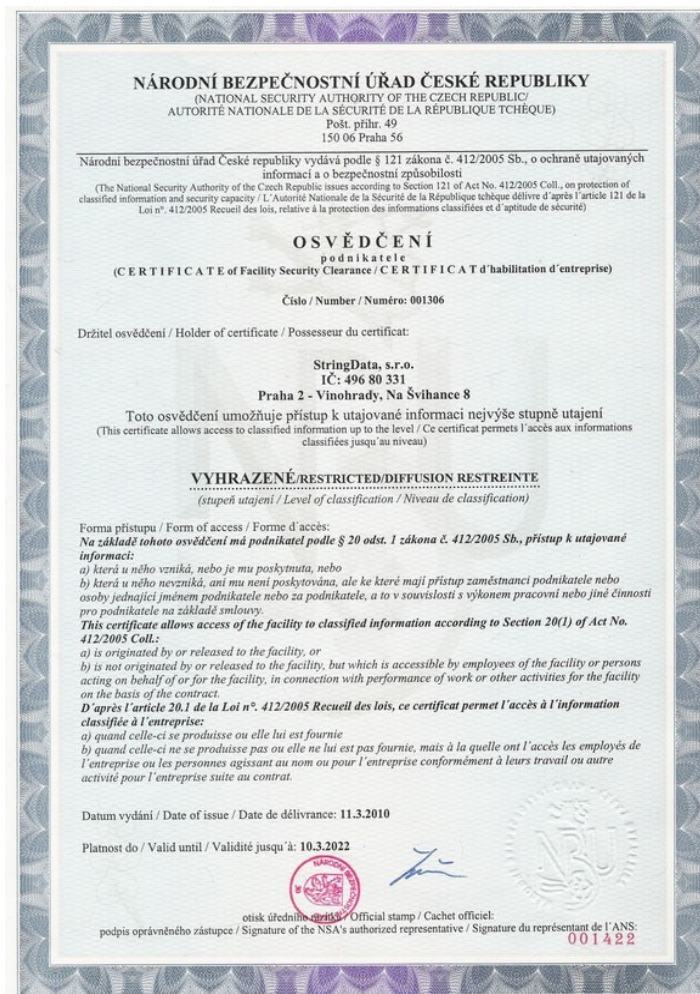 NÁRODNÍ BEZPEČNOSTNÍ ÚŘAD ČESKÉ REPUBLIKY
(NATIONAL SECURITY AUTHORITY OF THE CZECH REPUBLIC/
AUTORITÉ NATIONALE DE LA SÉCURITÉ DE LA RÉPUBLIQUE TCHÈQUE)
Pošt. přihr. 49
150 06 Praha 56
Národní bezpečnostní úřad České republiky vydává podle § 121 zákona č. 412/2005 Sb., o ochraně utajovaných
informací a o bezpečnostní způsobilosti
(The National Security Authority of the Czech Republic issues according to Section 121 of Act No. 412/2005 Coll., on protection of
classified information and security capacity / L´Autorité Nationale de la Sécurité de la République tchèque délivre d´après l´article 121 de la
Loi n°. 412/2005 Recueil des lois, relative à la protection des informations classifiées et d´aptitude de sécurité)
OSVĚDČENÍ
podnikatele
(CERTIFICATE of Facility Security Clearance / CERTIFICAT d´habilitation d´entreprise)
Číslo / Number / Numéro: 001306
Držitel osvědčení / Holder of certificate / Possesseur du certificat:
StringData, s.r.o.
IČ: 496 80 331
Praha 2 - Vinohrady, Na Švihance 8
Toto osvědčení umožňuje přístup k utajované informaci nejvýše stupně utajení
(This certificate allows access to classified information up to the level / Ce certificat permets l´accès aux informations
classifiées jusqu´au niveau)
VYHRAZENÉ/RESTRICTED/DIFFUSION RESTREINTE
(stupeň utajení / Level of classification / Niveau de classification)
Forma přístupu / Form of access / Forme d´accès:
Na základě tohoto osvědčení má podnikatel podle § 20 odst. 1 zákona č. 412/2005 Sb., přístup k utajované
informaci:
a) která u něho vzniká, nebo je mu poskytnuta, nebo
b) která u něho nevzniká, ani mu není poskytována, ale ke které mají přístup zaměstnanci podnikatele nebo
osoby jednající jménem podnikatele nebo za podnikatele, a to v souvislosti s výkonem pracovní nebo jiné činnosti
pro podnikatele na základě smlouvy.
This certificate allows access of the facility to classified information according to Section 20(1) of Act No.
412/2005 Coll.:
a) is originated by or released to the facility, or
b) is not originated by or released to the facility, but which is accessible by employees of the facility or persons
acting on behalf of or for the facility, in connection with performance of work or other activities for the facility
on the basis of the contract.
D´après l´article 20.1 de la Loi n°. 412/2005 Recueil des lois, ce certificat permet l´accès à l´information
classifiée à l´entreprise:
a) quand celle-ci se produisse ou elle lui est fournie
b) quand celle-ci ne se produisse pas ou elle ne lui est pas fournie, mais à la quelle ont l´accès les employés de
l´entreprise ou les personnes agissant au nom ou pour l´entreprise conformément à leurs travail ou autre
activité pour l´entreprise suite au contrat.
Datum vydání / Date of issue / Date de délivrance: 11.3.2010
Platnost do / Valid until / Validité jusqu´à: 10.3.2022
NBÚ
otisk úředního razítka / Official stamp / Cachet officiel:
podpis oprávněného zástupce / Signature of the NSA's authorized representative / Signature du représentant de l´ANS:
001422